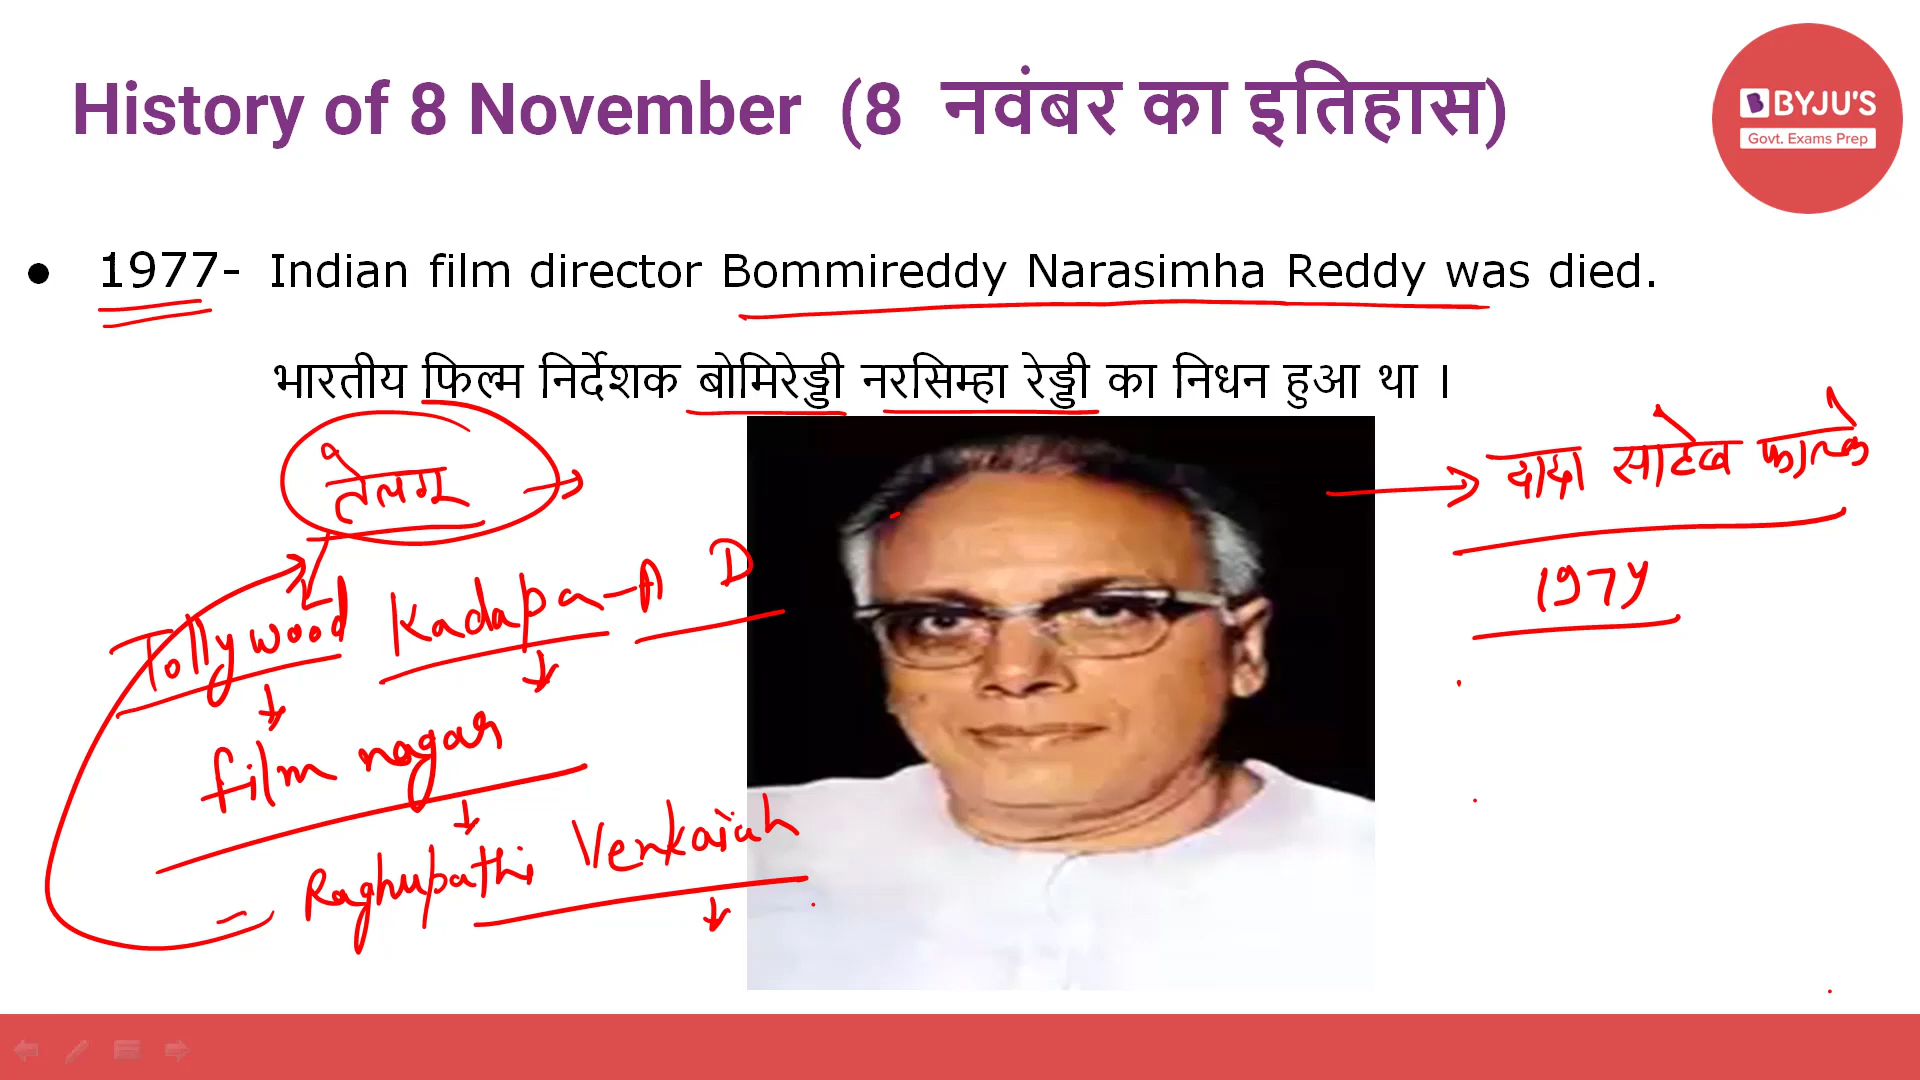 History of 8 November (8 नवंबर का इतिहास)
BYJU'S
Govt. Exams Prep
1977- Indian film director Bommireddy Narasimha Reddy was died.
भारतीय फिल्म निर्देशक बोमिरेड्डी नरसिम्हा रेड्डी का निधन हुआ था ।
तेलगू
दादा साहेब फाल्के
1974
Tollywood Kadapa-A D
film nagar
Raghupathi Venkaiah